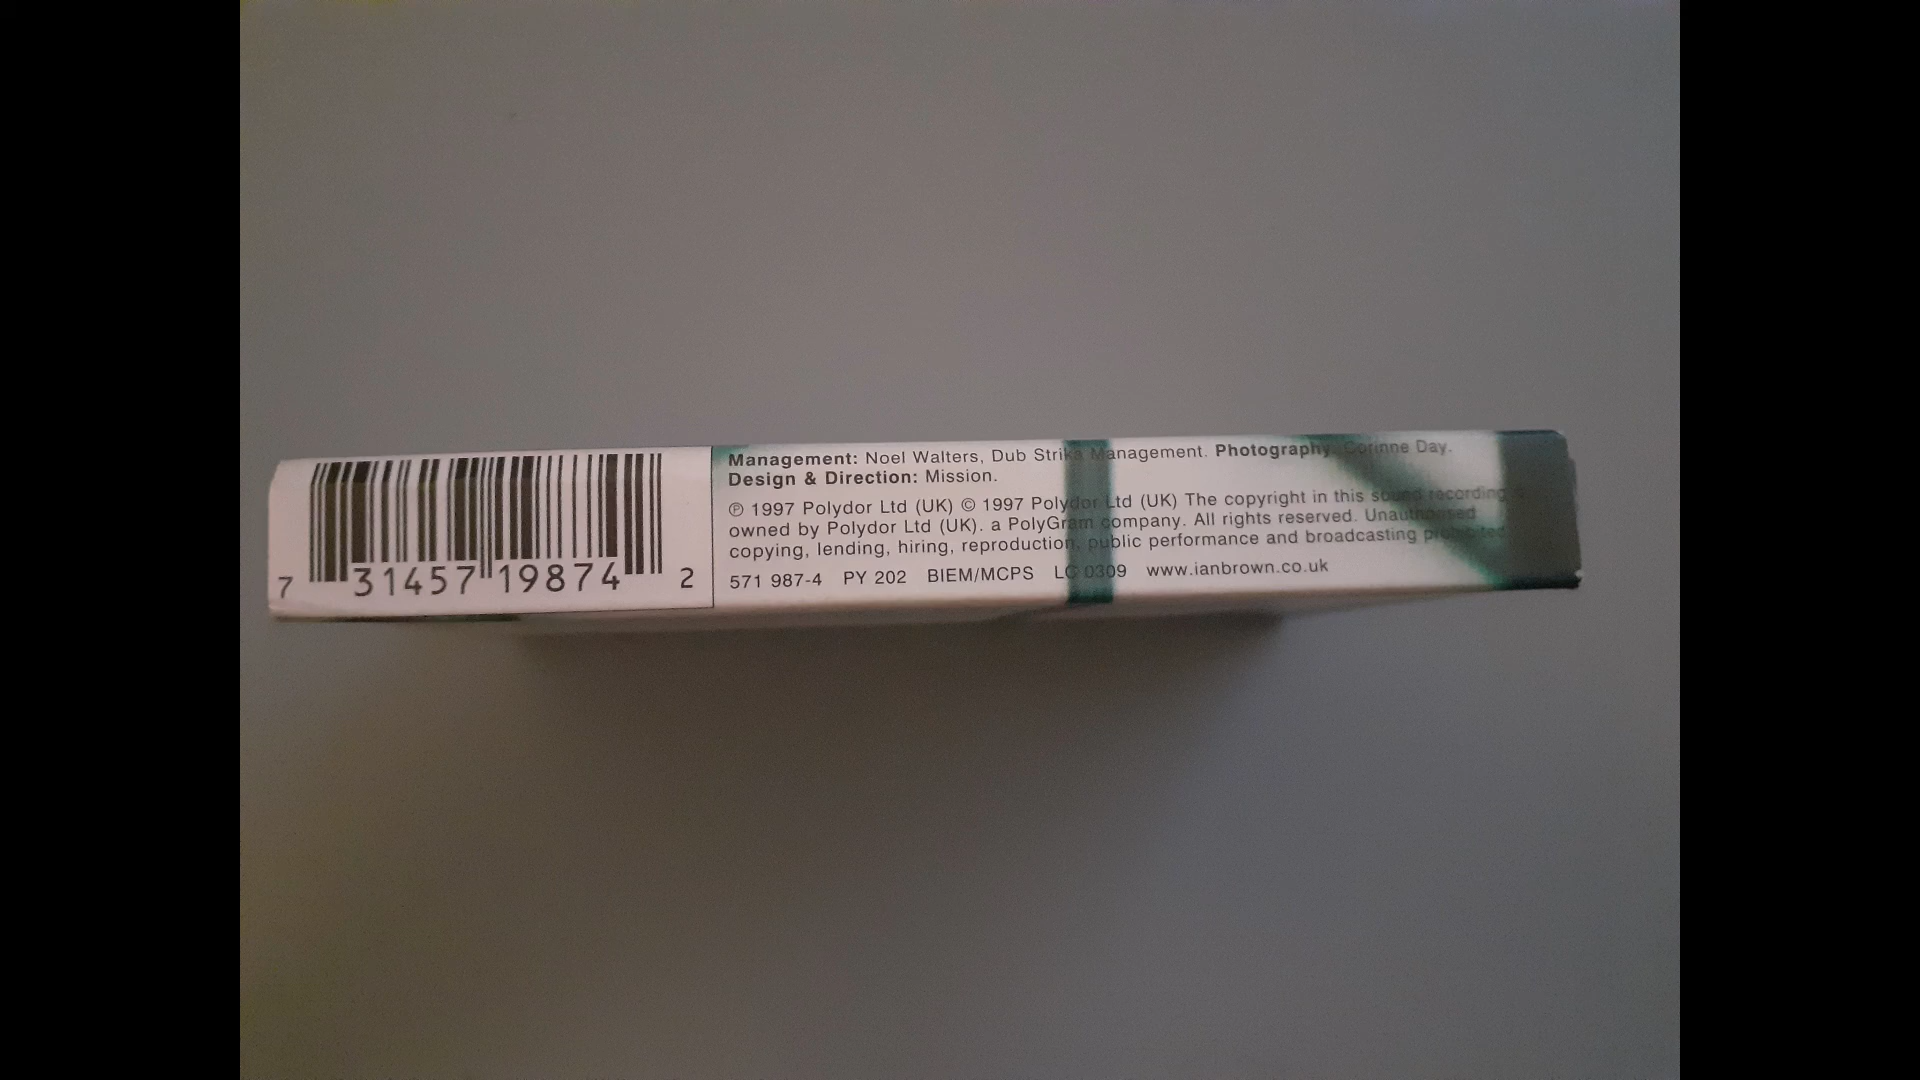 7 31457 19874 2
Management: Noel Walters, Dub Strike Management. Photography: Corinne Day.
Design & Direction: Mission.
℗ 1997 Polydor Ltd (UK) © 1997 Polydor Ltd (UK) The copyright in this sound recording is
owned by Polydor Ltd (UK). a PolyGram company. All rights reserved. Unauthorised
copying, lending, hiring, reproduction, public performance and broadcasting prohibited
571 987-4 PY 202 BIEM/MCPS LC 0309 www.ianbrown.co.uk